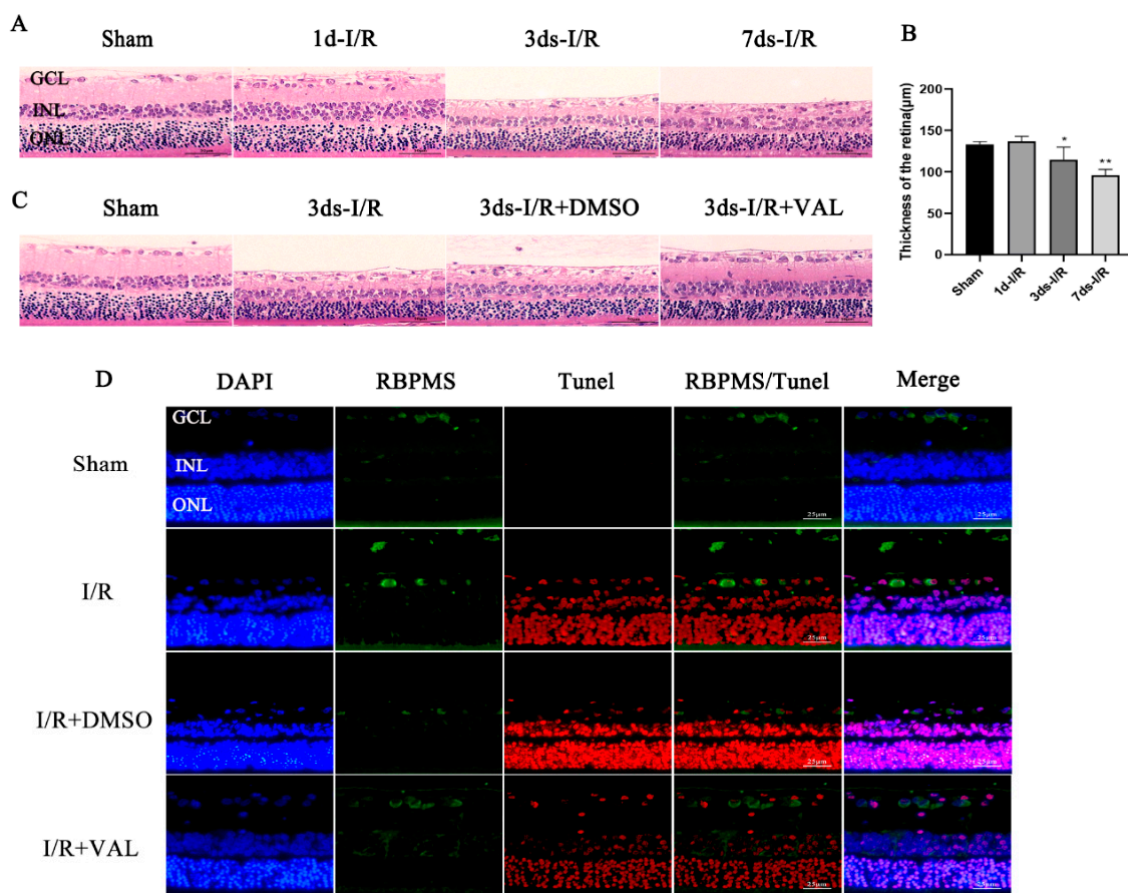 A
Sham 1d-I/R 3ds-I/R 7ds-I/R
GCL
INL
ONL
B
Thickness of the retina(μm)
200
150
100
50
0
*
**
Sham 1d-I/R 3ds-I/R 7ds-I/R
C
Sham 3ds-I/R 3ds-I/R+DMSO 3ds-I/R+VAL
D
DAPI RBPMS Tunel RBPMS/Tunel Merge
Sham
GCL
INL
ONL
25μm 25μm
I/R
25μm 25μm
I/R+DMSO
25μm 25μm
I/R+VAL
25μm 25μm